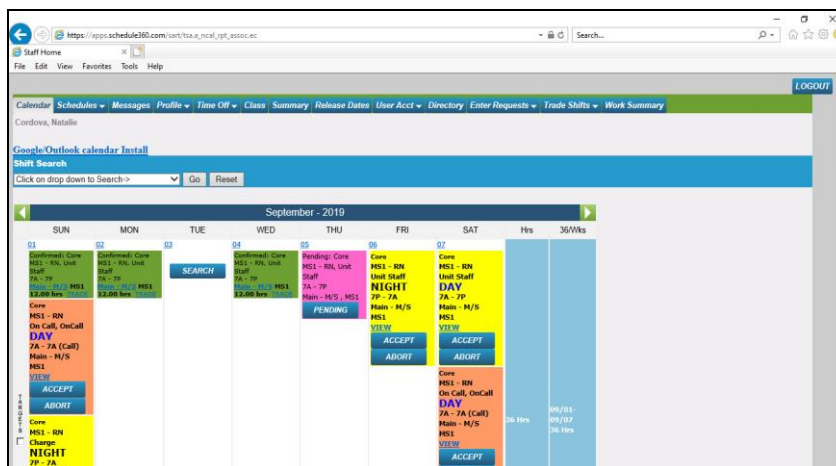 https://apps.schedule360.com/sart/tsa.a_ncal_rpt_assoc.ec
Search...
Staff Home
File Edit View Favorites Tools Help
LOGOUT
Calendar Schedules Messages Profile Time Off Class Summary Release Dates User Acct Directory Enter Requests Trade Shifts Work Summary
Cordova, Natalie
Google/Outlook calendar Install
Shift Search
Click on drop down to Search-> Go Reset
September - 2019
SUN MON TUE WED THU FRI SAT Hrs 36/Wks
01
Confirmed: Core
MS1 - RN, Unit
Staff
7A - 7P
Main - M/S MS1
12.00 hrs TRADE
Core
MS1 - RN
On Call, OnCall
DAY
7A - 7A (Call)
Main - M/S
MS1
VIEW
ACCEPT
ABORT
Core
MS1 - RN
Charge
NIGHT
7P - 7A
02
Confirmed: Core
MS1 - RN, Unit
Staff
7A - 7P
Main - M/S MS1
12.00 hrs TRADE
03
SEARCH
04
Confirmed: Core
MS1 - RN, Unit
Staff
7A - 7P
Main - M/S MS1
12.00 hrs TRADE
05
Pending: Core
MS1 - RN, Unit
Staff
7A - 7P
Main - M/S , MS1
PENDING
06
Core
MS1 - RN
Unit Staff
NIGHT
7P - 7A
Main - M/S
MS1
VIEW
ACCEPT
ABORT
07
Core
MS1 - RN
Unit Staff
DAY
7A - 7P
Main - M/S
MS1
VIEW
ACCEPT
ABORT
Core
MS1 - RN
On Call, OnCall
DAY
7A - 7A (Call)
Main - M/S
MS1
VIEW
ACCEPT
36 Hrs
09/01-
09/07
36 Hrs
TARGETS